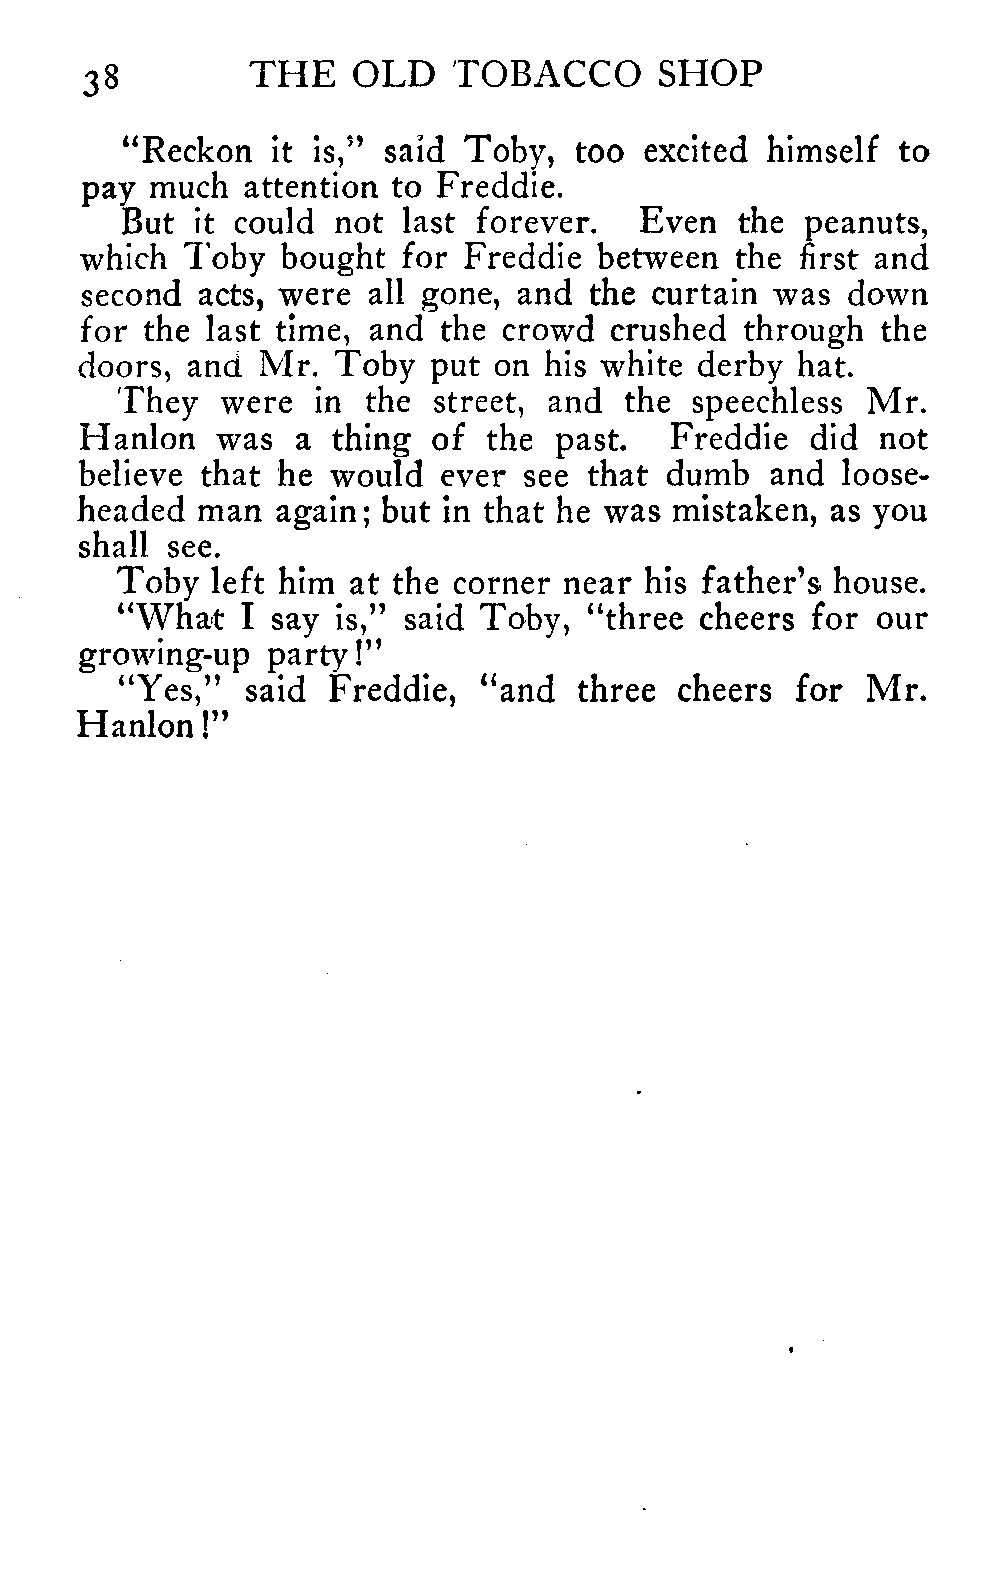 38 THE OLD TOBACCO SHOP
“Reckon it is,” said Toby, too excited himself to
pay much attention to Freddie.
But it could not last forever. Even the peanuts,
which Toby bought for Freddie between the first and
second acts, were all gone, and the curtain was down
for the last time, and the crowd crushed through the
doors, and Mr. Toby put on his white derby hat.
They were in the street, and the speechless Mr.
Hanlon was a thing of the past. Freddie did not
believe that he would ever see that dumb and loose-
headed man again; but in that he was mistaken, as you
shall see.
Toby left him at the corner near his father’s house.
“What I say is,” said Toby, “three cheers for our
growing-up party!”
“Yes,” said Freddie, “and three cheers for Mr.
Hanlon!”